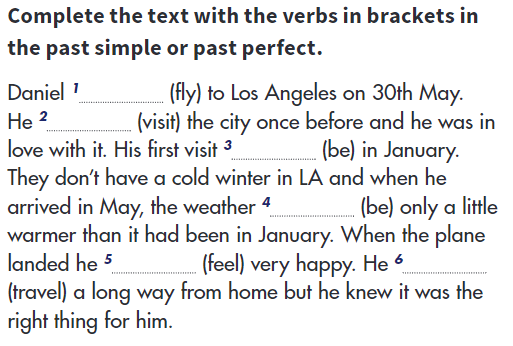 Complete the text with the verbs in brackets in
the past simple or past perfect.
Daniel 1 (fly) to Los Angeles on 30th May.
He 2 (visit) the city once before and he was in
love with it. His first visit 3 (be) in January.
They don't have a cold winter in LA and when he
arrived in May, the weather 4 (be) only a little
warmer than it had been in January. When the plane
landed he 5 (feel) very happy. He 6
(travel) a long way from home but he knew it was the
right thing for him.